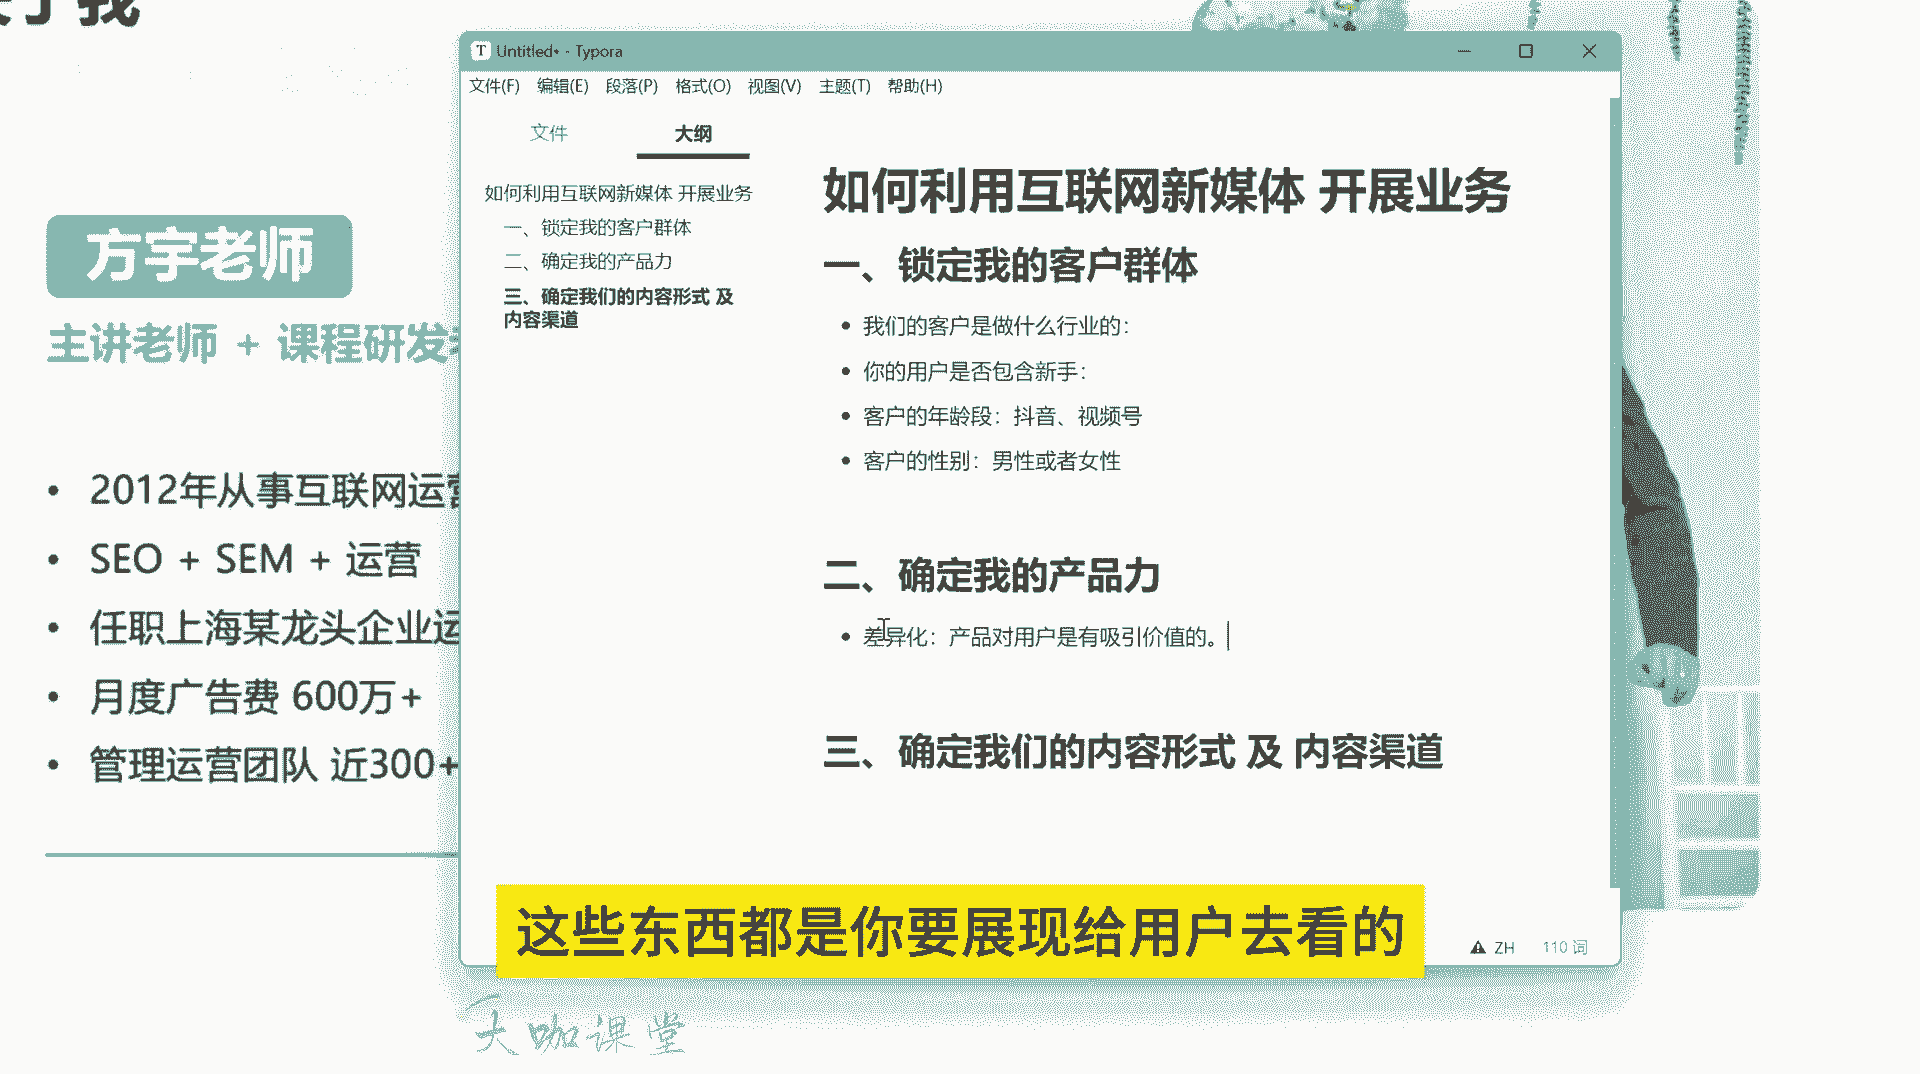 我
方宇老师
主讲老师 + 课程研发
2012年从事互联网运营
SEO + SEM + 运营
任职上海某龙头企业运
月度广告费 600万+
管理运营团队 近300+
Untitled• - Typora
文件(F) 编辑(E) 段落(P) 格式(O) 视图(V) 主题(T) 帮助(H)
文件 大纲
如何利用互联网新媒体 开展业务
一、锁定我的客户群体
二、确定我的产品力
三、确定我们的内容形式 及
内容渠道
如何利用互联网新媒体 开展业务
一、锁定我的客户群体
我们的客户是做什么行业的：
你的用户是否包含新手：
客户的年龄段：抖音、视频号
客户的性别：男性或者女性
二、确定我的产品力
差异化：产品对用户是有吸引价值的。
三、确定我们的内容形式 及 内容渠道
这些东西都是你要展现给用户去看的
ZH 110 词
大咖课堂